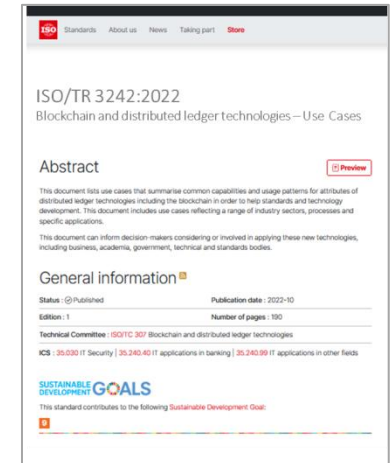 ISO Standards About us News Taking part Store
ISO/TR 3242:2022
Blockchain and distributed ledger technologies – Use Cases
Abstract
Preview
This document lists use cases that summarise common capabilities and usage patterns for attributes of
distributed ledger technologies including the blockchain in order to help standards and technology
development. This document includes use cases reflecting a range of industry sectors, processes and
specific applications.
This document can inform decision-makers considering or involved in applying these new technologies,
including business, academia, government, technical and standards bodies.
General information
Status : Published Publication date : 2022-10
Edition : 1 Number of pages : 190
Technical Committee : ISO/TC 307 Blockchain and distributed ledger technologies
ICS : 35.030 IT Security | 35.240.40 IT applications in banking | 35.240.99 IT applications in other fields
SUSTAINABLE DEVELOPMENT GOALS
This standard contributes to the following Sustainable Development Goal:
9